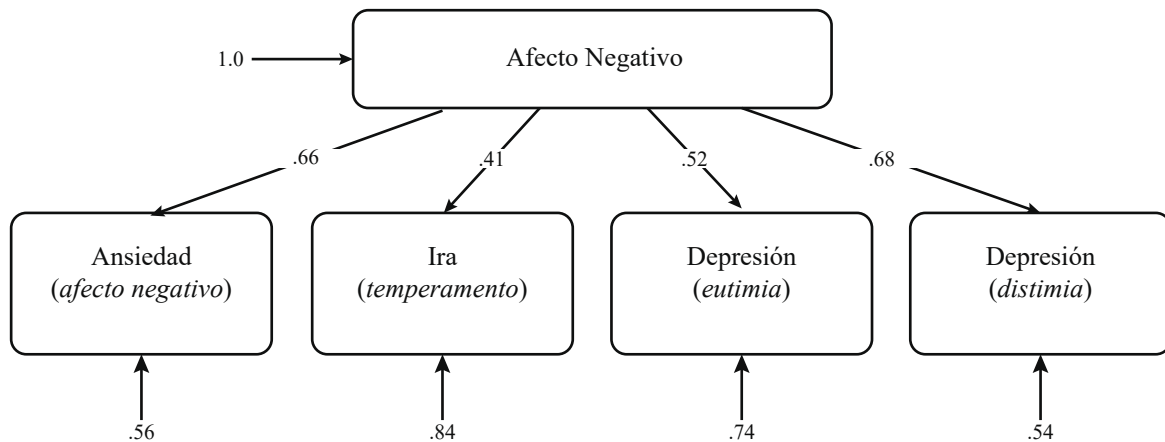 Afecto Negativo
1.0
.66
.41
.52
.68
Ansiedad
(afecto negativo)
Ira
(temperamento)
Depresión
(eutimia)
Depresión
(distimia)
.56
.84
.74
.54